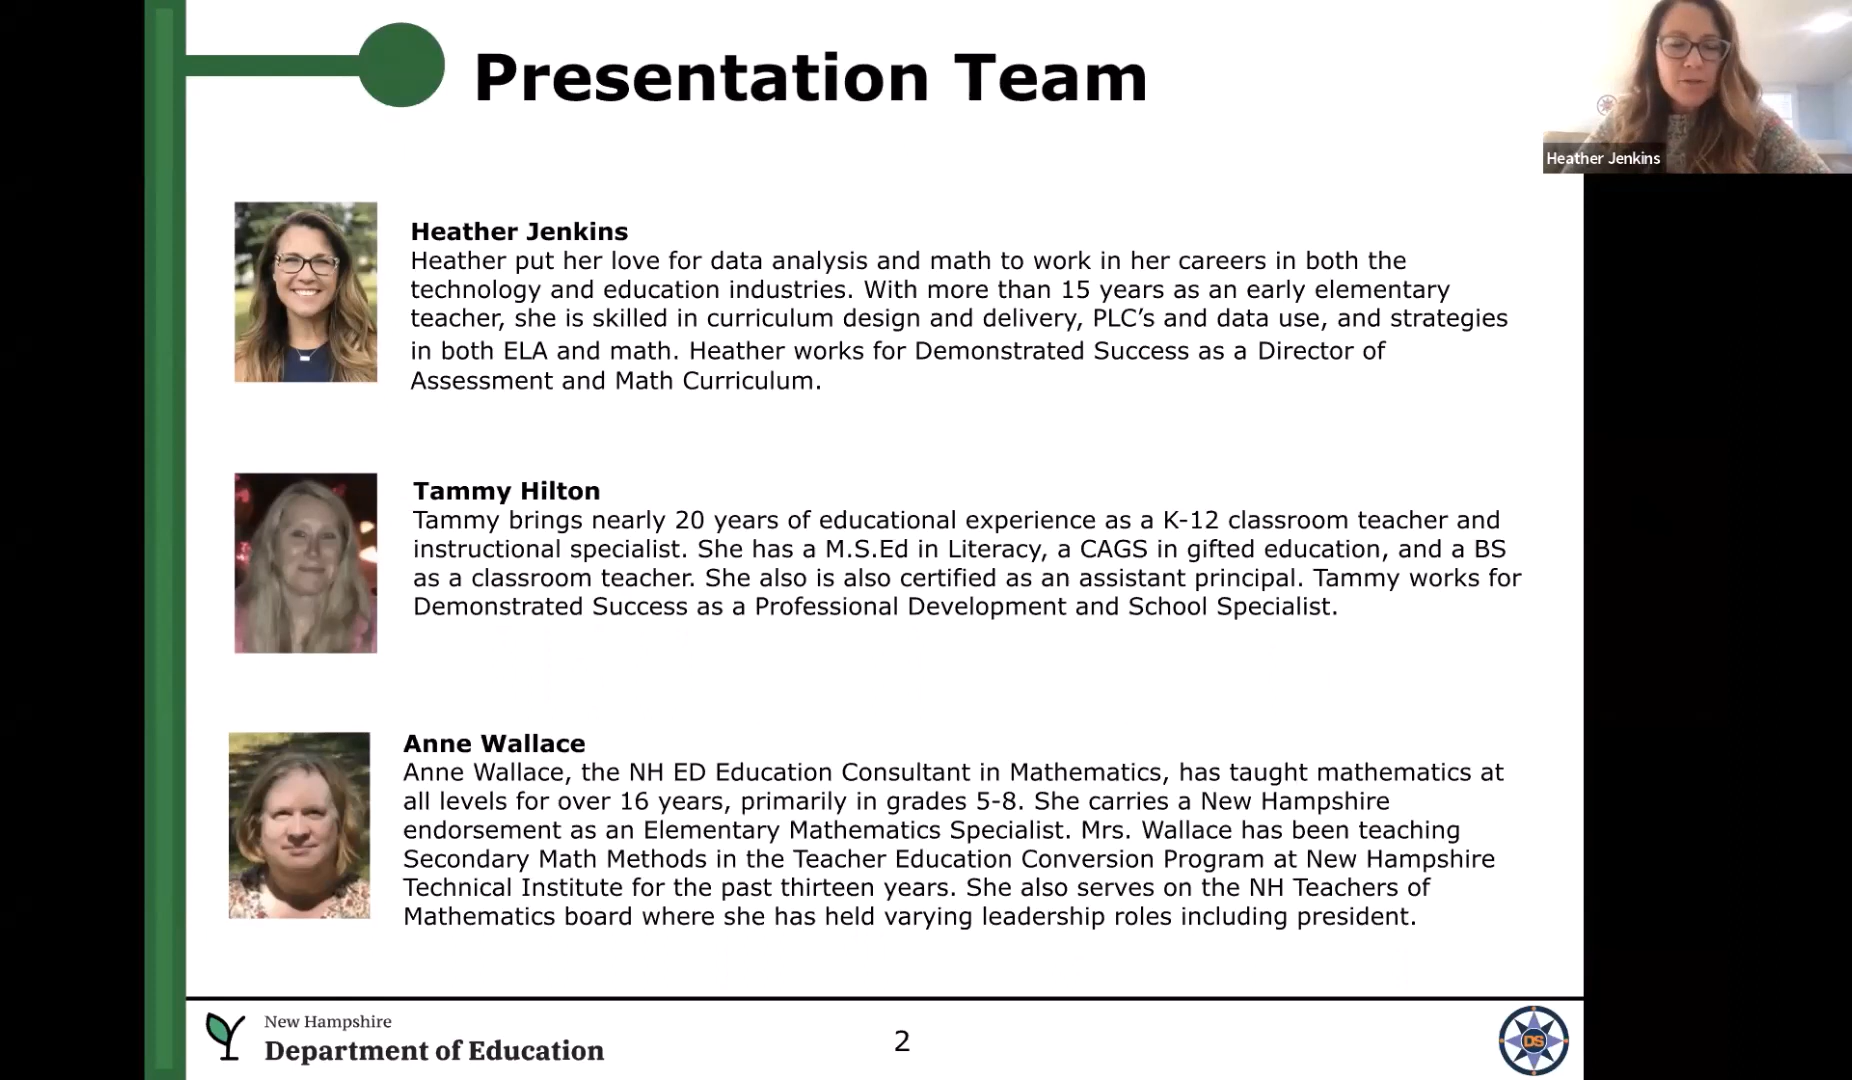 Presentation Team
Heather Jenkins
Heather Jenkins
Heather put her love for data analysis and math to work in her careers in both the
technology and education industries. With more than 15 years as an early elementary
teacher, she is skilled in curriculum design and delivery, PLC’s and data use, and strategies
in both ELA and math. Heather works for Demonstrated Success as a Director of
Assessment and Math Curriculum.
Tammy Hilton
Tammy brings nearly 20 years of educational experience as a K-12 classroom teacher and
instructional specialist. She has a M.S.Ed in Literacy, a CAGS in gifted education, and a BS
as a classroom teacher. She also is also certified as an assistant principal. Tammy works for
Demonstrated Success as a Professional Development and School Specialist.
Anne Wallace
Anne Wallace, the NH ED Education Consultant in Mathematics, has taught mathematics at
all levels for over 16 years, primarily in grades 5-8. She carries a New Hampshire
endorsement as an Elementary Mathematics Specialist. Mrs. Wallace has been teaching
Secondary Math Methods in the Teacher Education Conversion Program at New Hampshire
Technical Institute for the past thirteen years. She also serves on the NH Teachers of
Mathematics board where she has held varying leadership roles including president.
New Hampshire
Department of Education
2
DS